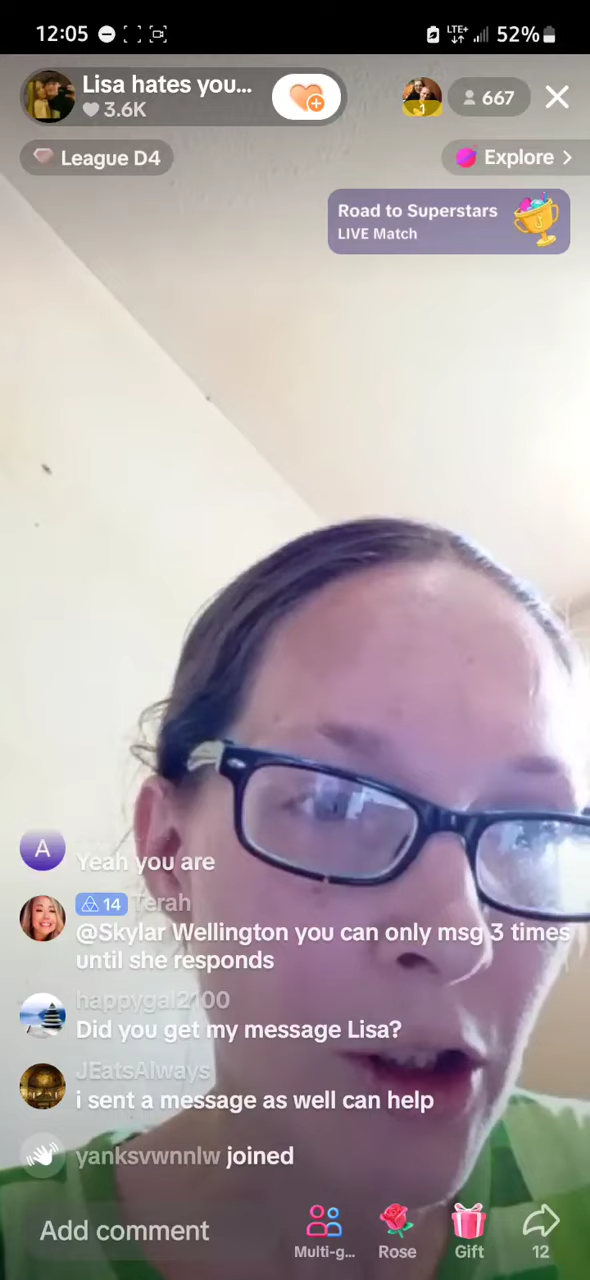 12:05
LTE+
52%
Lisa hates you...
3.6K
1
667
League D4
Explore
Road to Superstars
LIVE Match
A
Yeah you are
14 Terah
@Skylar Wellington you can only msg 3 times
until she responds
happygal2100
Did you get my message Lisa?
JEatsAlways
i sent a message as well can help
yanksvwnnlw joined
Add comment
Multi-g...
Rose
Gift
12